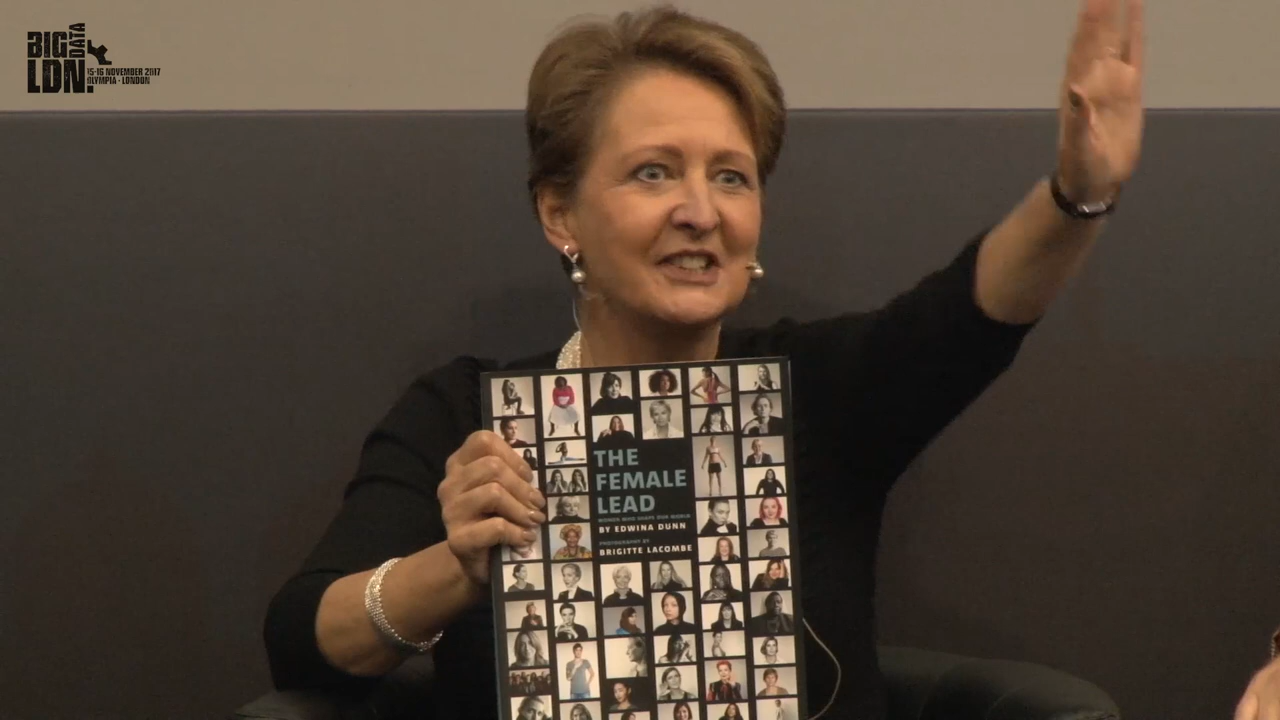 BIG DATA
LDN.
15-16 NOVEMBER 2017
OLYMPIA - LONDON
THE
FEMALE
LEAD
WOMEN WHO SHAPE OUR WORLD
BY EDWINA DUNN
PHOTOGRAPHY BY
BRIGITTE LACOMBE